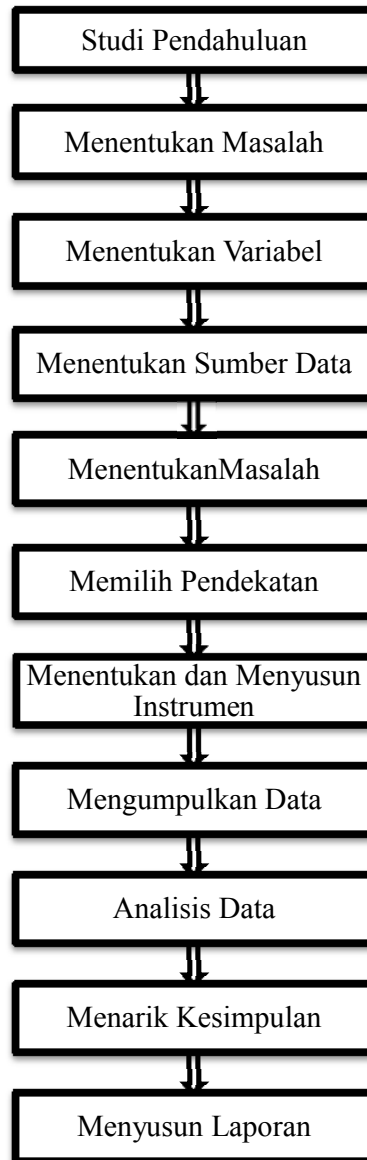 Studi Pendahuluan
Menentukan Masalah
Menentukan Variabel
Menentukan Sumber Data
MenentukanMasalah
Memilih Pendekatan
Menentukan dan Menyusun
Instrumen
Mengumpulkan Data
Analisis Data
Menarik Kesimpulan
Menyusun Laporan